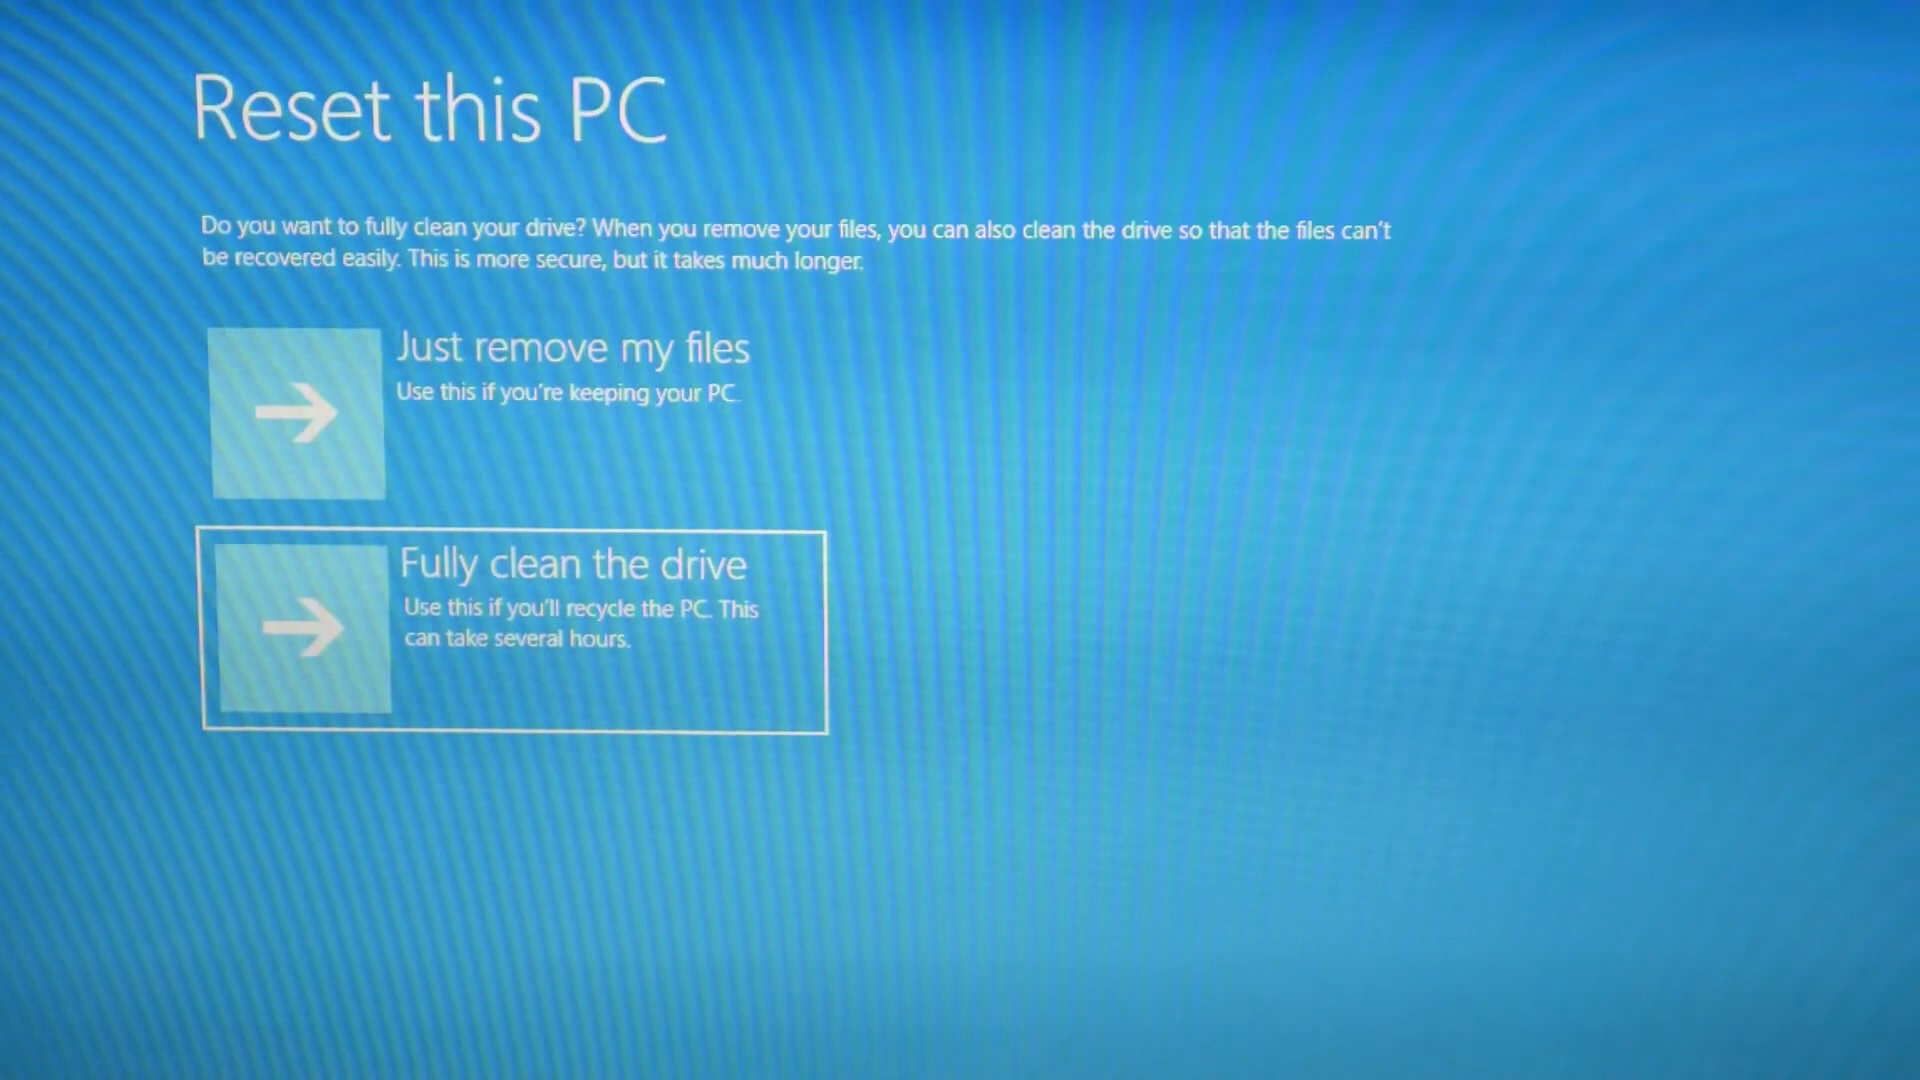 Reset this PC
Do you want to fully clean your drive? When you remove your files, you can also clean the drive so that the files can't
be recovered easily. This is more secure, but it takes much longer.
Just remove my files
Use this if you're keeping your PC.
Fully clean the drive
Use this if you'll recycle the PC. This
can take several hours.